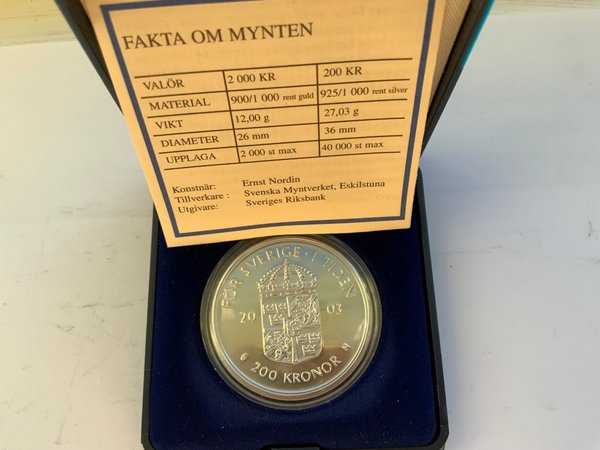 FAKTA OM MYNTEN
VALÖR 2 000 KR 200 KR
MATERIAL 900/1 000 rent guld 925/1 000 rent silver
VIKT 12,00 g 27,03 g
DIAMETER 26 mm 36 mm
UPPLAGA 2 000 st max 40 000 st max
Konstnär: Ernst Nordin
Tillverkare : Svenska Myntverket, Eskilstuna
Utgivare: Sveriges Riksbank
FÖR SVERIGE · I TIDEN
20 03
G 200 KRONOR H